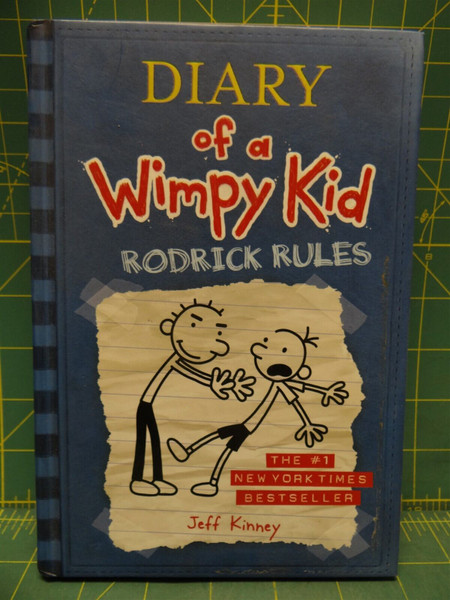 DIARY
of a
Wimpy Kid
RODRICK RULES
THE #1
NEW YORK TIMES
BESTSELLER
Jeff Kinney